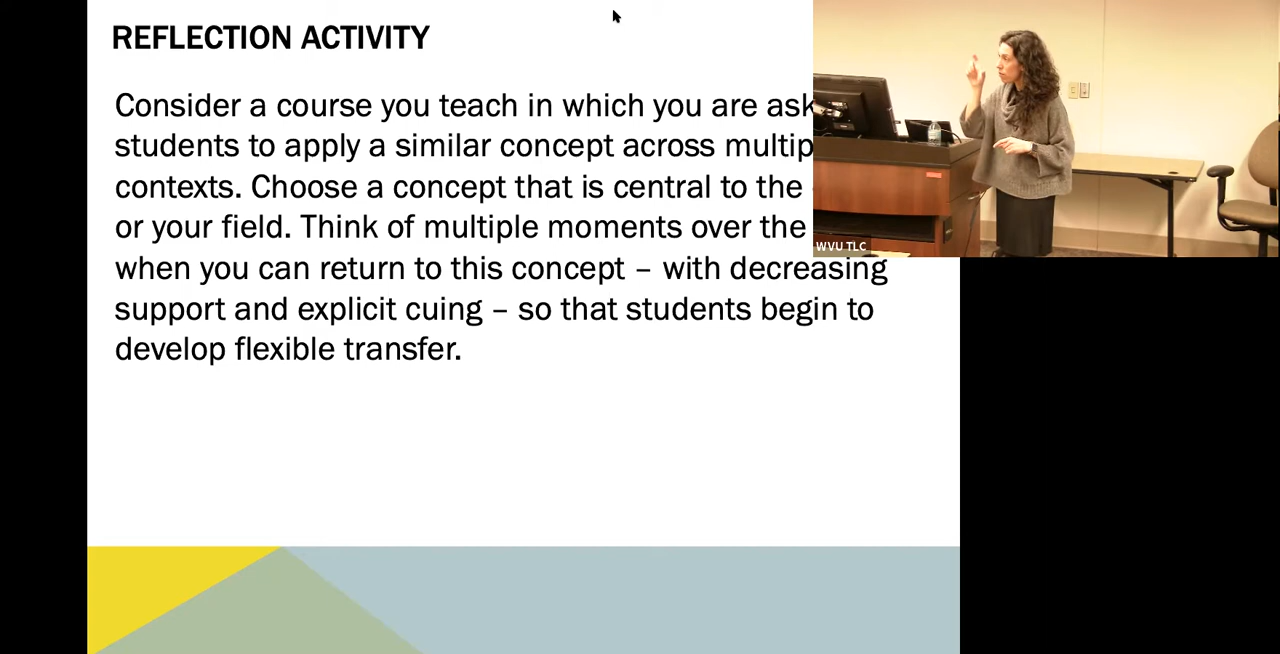 REFLECTION ACTIVITY
Consider a course you teach in which you are
students to apply a similar concept across
contexts. Choose a concept that is central to the
or your field. Think of multiple moments over the
when you can return to this concept – with decreasing
support and explicit cuing – so that students begin to
develop flexible transfer.
WVU TLC